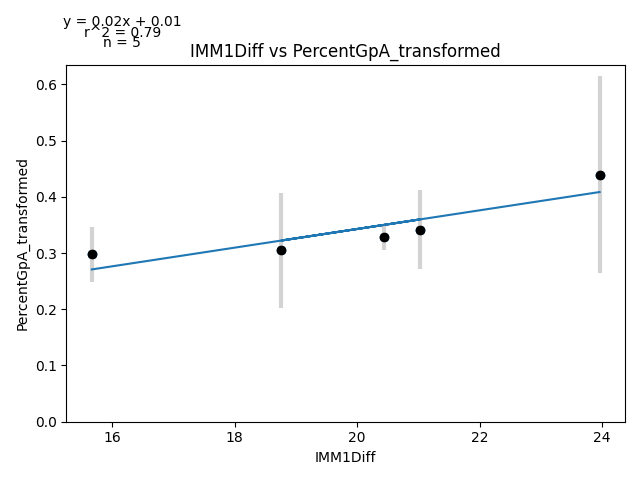 y = 0.02x + 0.01
r^2 = 0.79
n = 5
IMM1Diff vs PercentGpA_transformed
PercentGpA_transformed
0.6
0.5
0.4
0.3
0.2
0.1
0.0
16 18 20 22 24
IMM1Diff